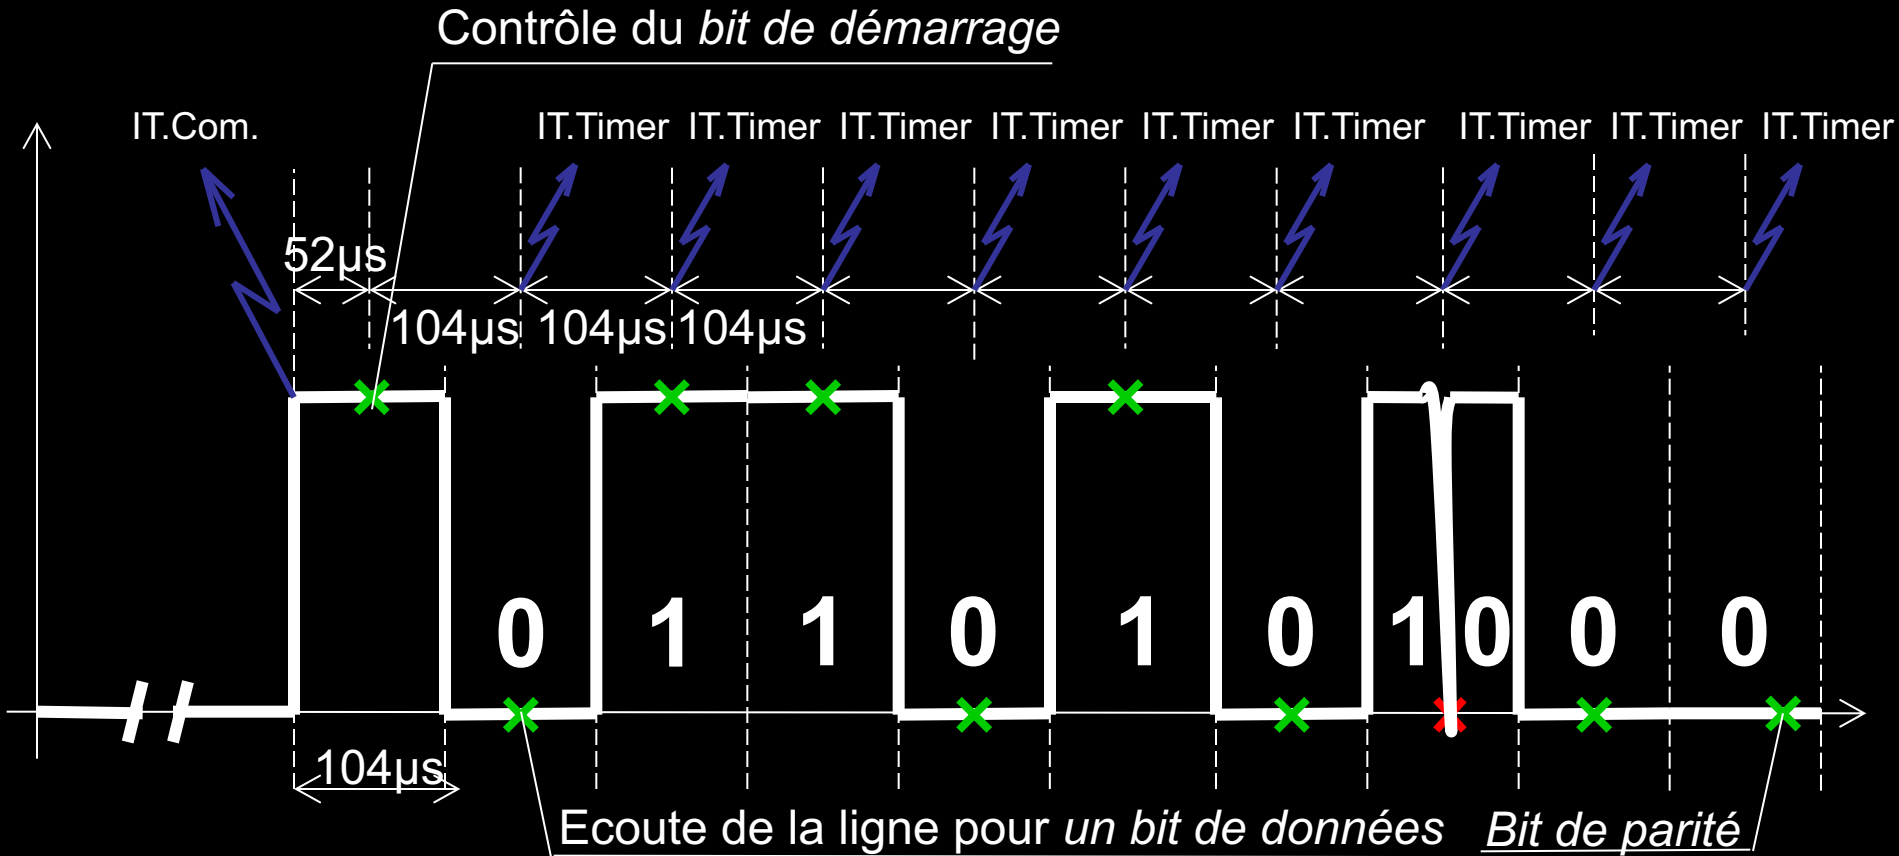 Contrôle du bit de démarrage
IT.Com. IT.Timer IT.Timer IT.Timer IT.Timer IT.Timer IT.Timer IT.Timer IT.Timer IT.Timer
52µs
104µs 104µs 104µs
0 1 1 0 1 0 1 0 0 0
104µs
Ecoute de la ligne pour un bit de données Bit de parité